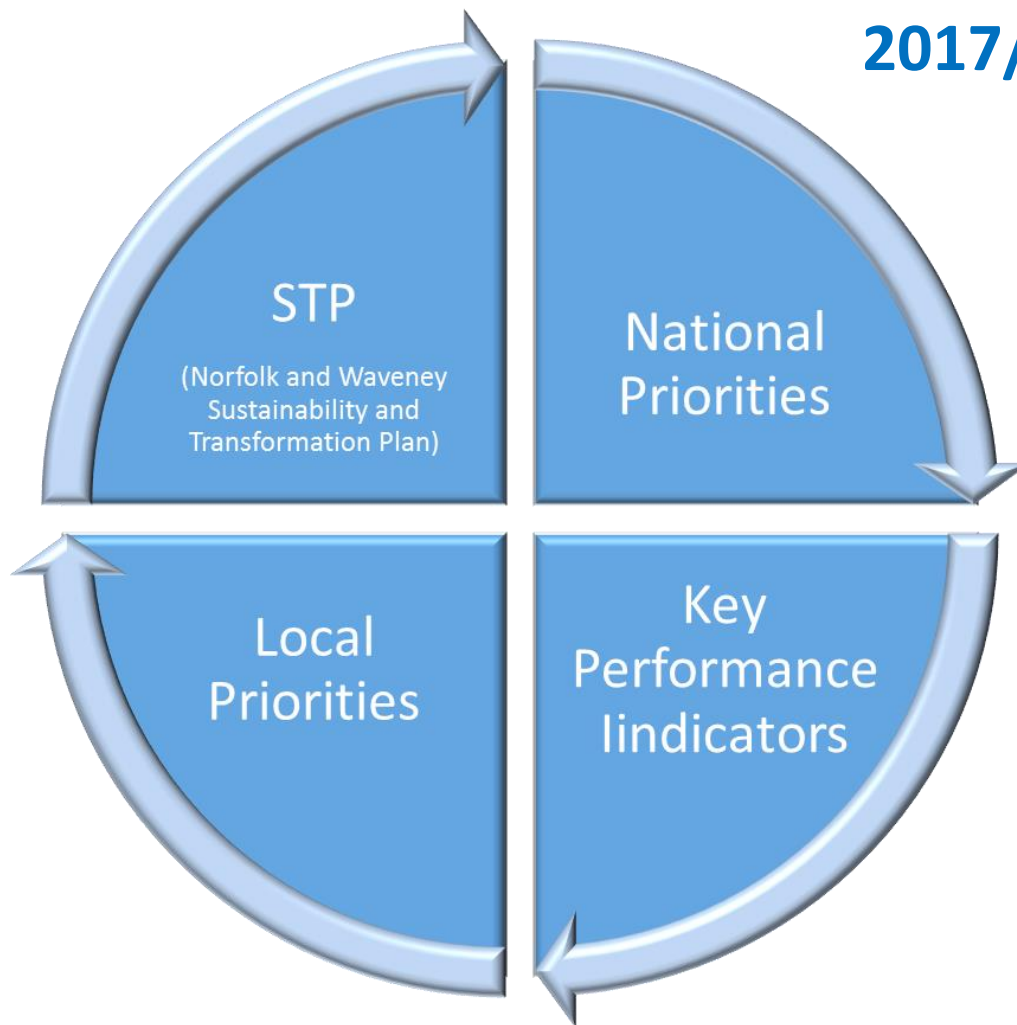 2017/
STP
(Norfolk and Waveney
Sustainability and
Transformation Plan)
National
Priorities
Local
Priorities
Key
Performance
Iindicators